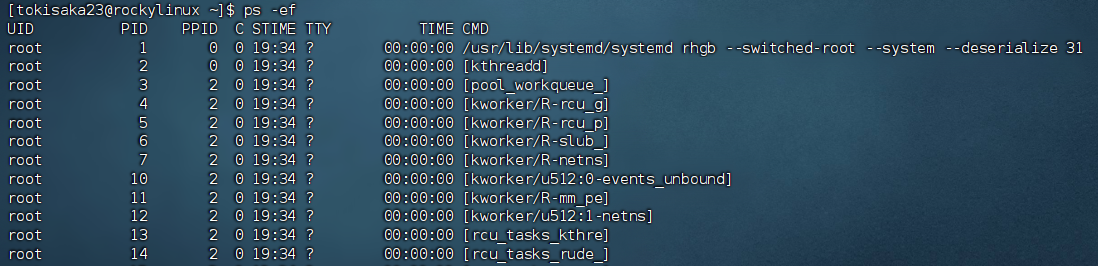 [tokisaka23@rockylinux ~]$ ps -ef
UID          PID    PPID  C STIME TTY          TIME CMD
root           1       0  0 19:34 ?        00:00:00 /usr/lib/systemd/systemd rhgb --switched-root --system --deserialize 31
root           2       0  0 19:34 ?        00:00:00 [kthreadd]
root           3       2  0 19:34 ?        00:00:00 [pool_workqueue_]
root           4       2  0 19:34 ?        00:00:00 [kworker/R-rcu_g]
root           5       2  0 19:34 ?        00:00:00 [kworker/R-rcu_p]
root           6       2  0 19:34 ?        00:00:00 [kworker/R-slub_]
root           7       2  0 19:34 ?        00:00:00 [kworker/R-netns]
root          10       2  0 19:34 ?        00:00:00 [kworker/u512:0-events_unbound]
root          11       2  0 19:34 ?        00:00:00 [kworker/R-mm_pe]
root          12       2  0 19:34 ?        00:00:00 [kworker/u512:1-netns]
root          13       2  0 19:34 ?        00:00:00 [rcu_tasks_kthre]
root          14       2  0 19:34 ?        00:00:00 [rcu_tasks_rude_]